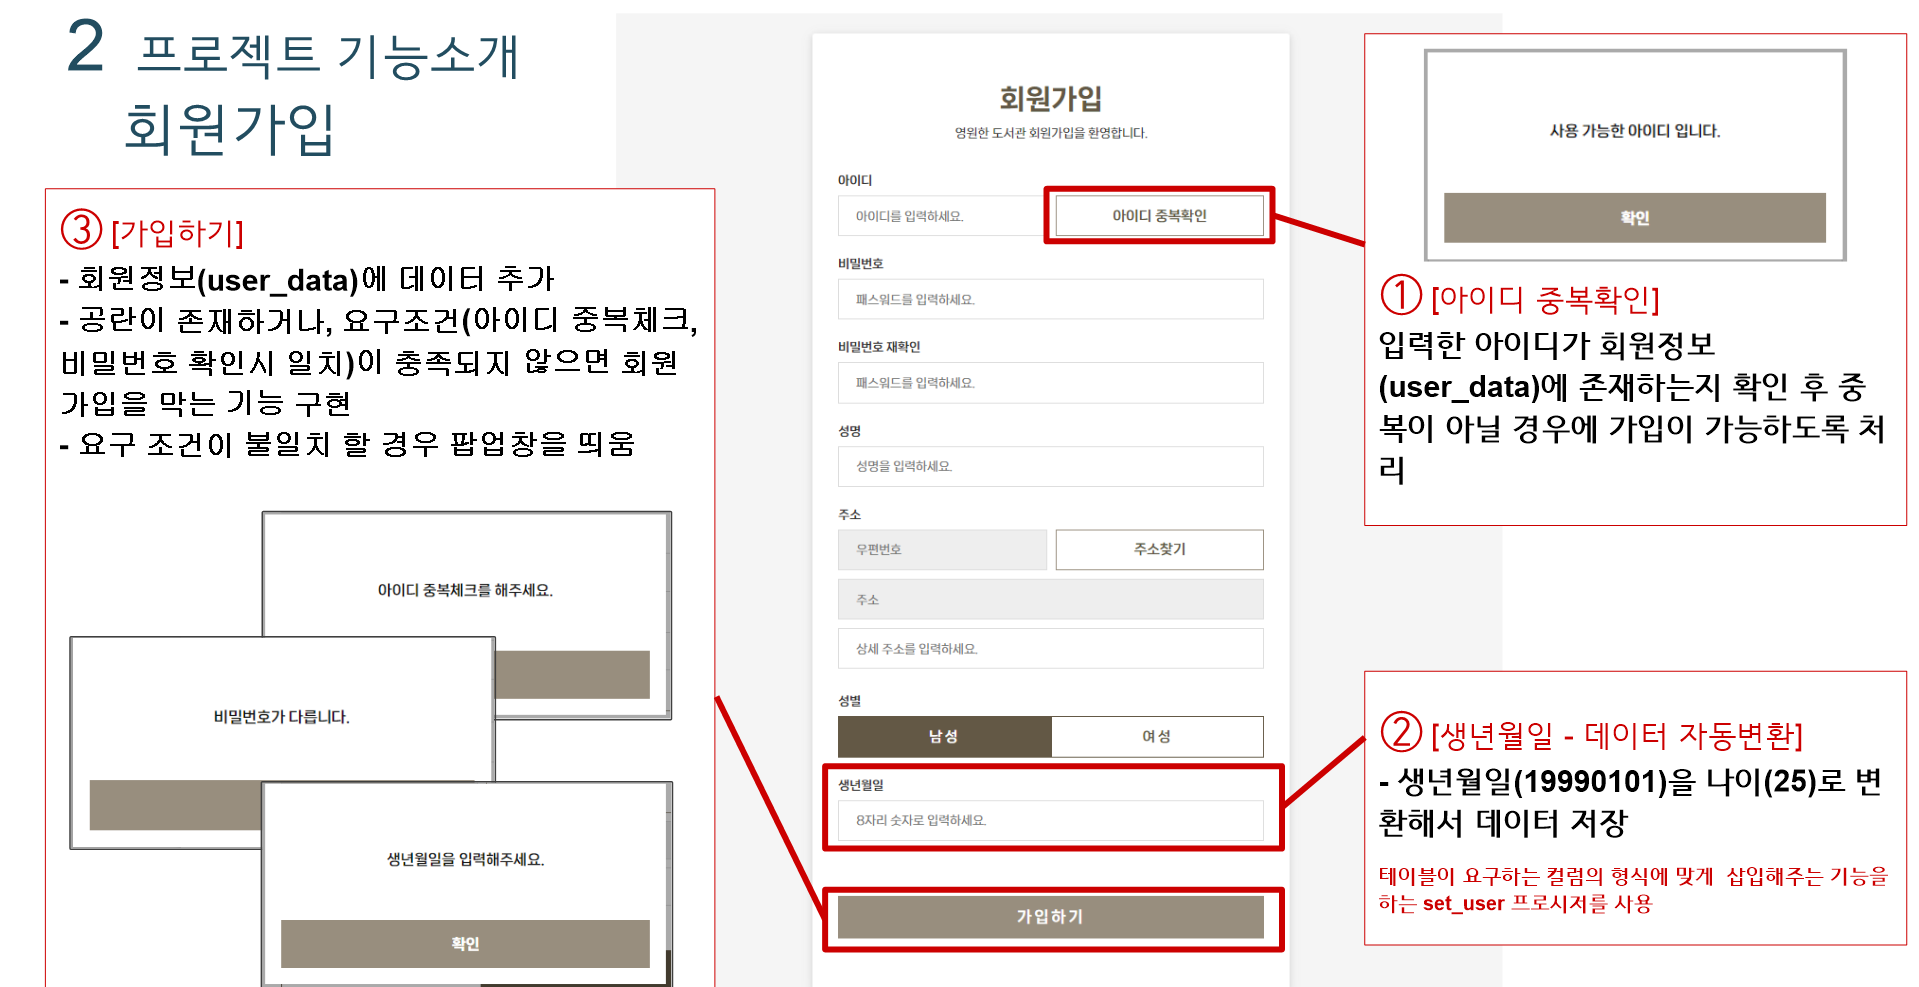 2 프로젝트 기능소개
회원가입
③ [가입하기]
- 회원정보(user_data)에 데이터 추가
- 공란이 존재하거나, 요구조건(아이디 중복체크,
비밀번호 확인시 일치)이 충족되지 않으면 회원
가입을 막는 기능 구현
- 요구 조건이 불일치 할 경우 팝업창을 띄움
아이디 중복체크를 해주세요.
비밀번호가 다릅니다.
생년월일을 입력해주세요.
확인
회원가입
영원한 도서관 회원가입을 환영합니다.
아이디
아이디를 입력하세요.
아이디 중복확인
비밀번호
패스워드를 입력하세요.
비밀번호 재확인
패스워드를 입력하세요.
성명
성명을 입력하세요.
주소
우편번호
주소찾기
주소
상세 주소를 입력하세요.
성별
남성
여성
생년월일
8자리 숫자로 입력하세요.
가입하기
사용 가능한 아이디 입니다.
확인
① [아이디 중복확인]
입력한 아이디가 회원정보
(user_data)에 존재하는지 확인 후 중
복이 아닐 경우에 가입이 가능하도록 처
리
② [생년월일 - 데이터 자동변환]
- 생년월일(19990101)을 나이(25)로 변
환해서 데이터 저장
테이블이 요구하는 컬럼의 형식에 맞게 삽입해주는 기능을
하는 set_user 프로시저를 사용